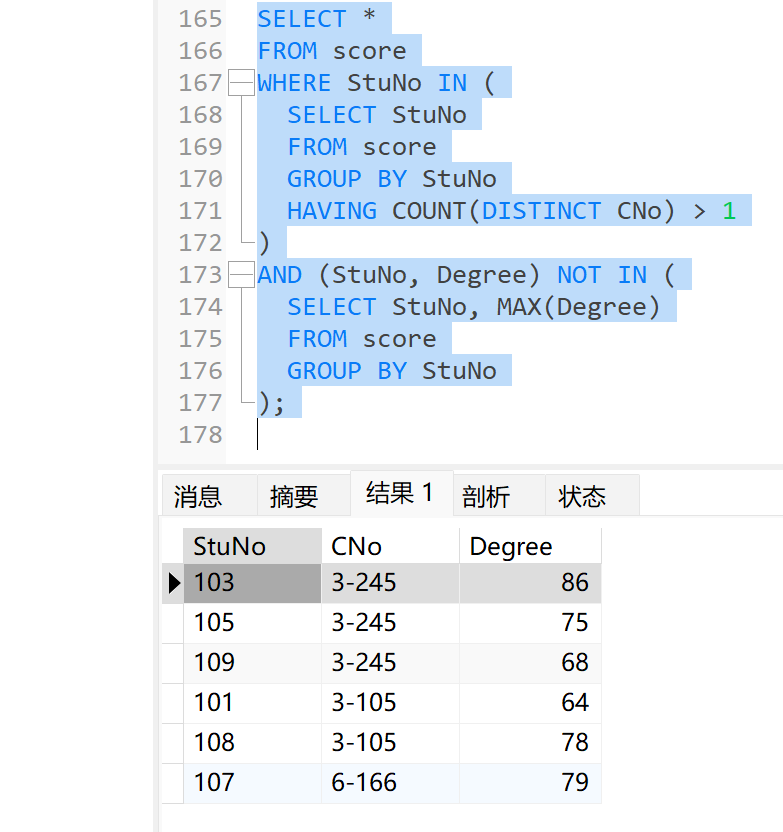 165 SELECT *
166 FROM score
167 WHERE StuNo IN (
168 SELECT StuNo
169 FROM score
170 GROUP BY StuNo
171 HAVING COUNT(DISTINCT CNo) > 1
172 )
173 AND (StuNo, Degree) NOT IN (
174 SELECT StuNo, MAX(Degree)
175 FROM score
176 GROUP BY StuNo
177 );
178
消息 摘要 结果 1 剖析 状态
StuNo CNo Degree
103 3-245 86
105 3-245 75
109 3-245 68
101 3-105 64
108 3-105 78
107 6-166 79